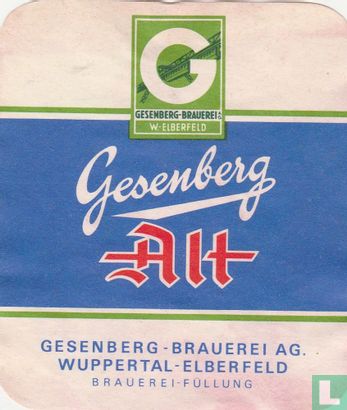 G
GESENBERG-BRAUEREI AG
W.-ELBERFELD
Gesenberg
Alt
GESENBERG-BRAUEREI AG.
WUPPERTAL-ELBERFELD
BRAUEREI-FÜLLUNG
L